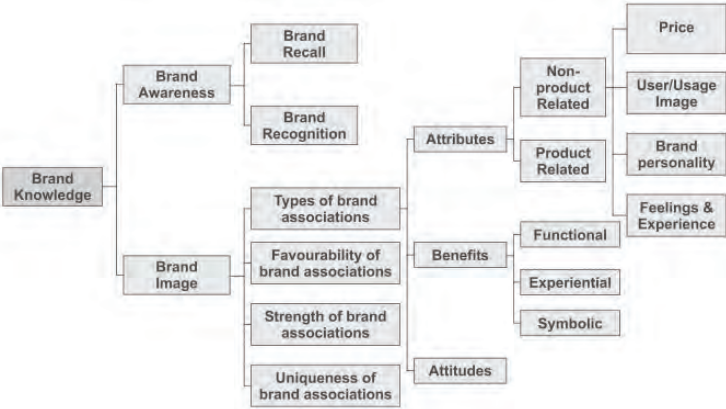 Brand
Knowledge
Brand
Awareness
Brand
Recall
Brand
Recognition
Brand
Image
Types of brand
associations
Favourability of
brand associations
Strength of brand
associations
Uniqueness of
brand associations
Attributes
Non-
product
Related
Price
User/Usage
Image
Brand
personality
Feelings &
Experience
Product
Related
Benefits
Functional
Experiential
Symbolic
Attitudes